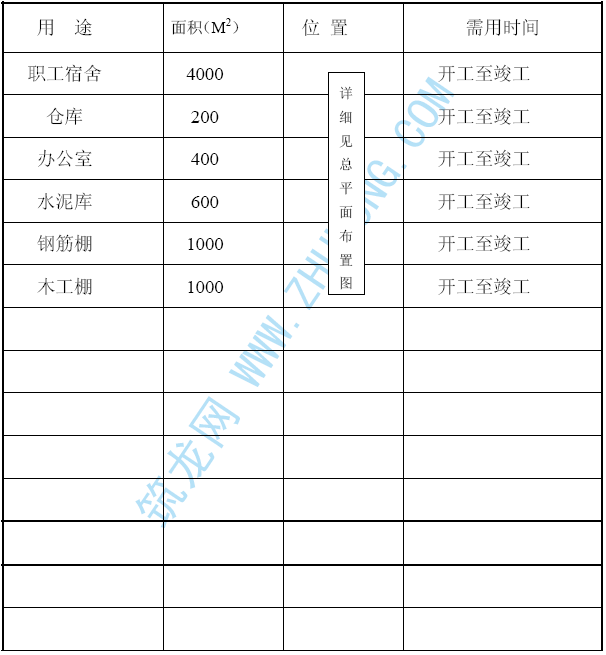 用 途 面积（M²） 位 置 需用时间
职工宿舍 4000 开工至竣工
仓库 200 开工至竣工
办公室 400 开工至竣工
水泥库 600 开工至竣工
钢筋棚 1000 开工至竣工
木工棚 1000 开工至竣工
详细见总平面布置图
筑龙网 WWW.ZHULONG.COM